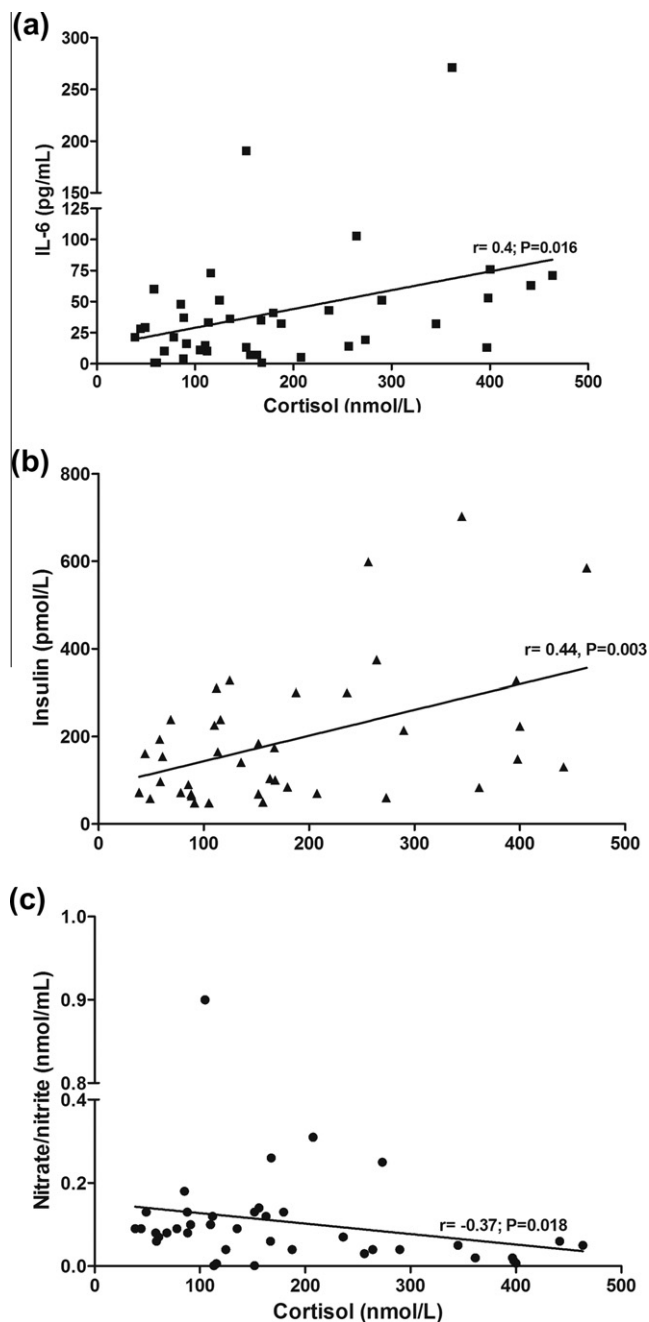 (a)
300
250
200
150
125
100
75
50
25
0
IL-6 (pg/mL)
r= 0.4; P=0.016
0 100 200 300 400 500
Cortisol (nmol/L)
(b)
800
600
400
200
0
Insulin (pmol/L)
r= 0.44, P=0.003
0 100 200 300 400 500
(c)
1.0
0.9
0.8
0.4
0.2
0.0
Nitrate/nitrite (nmol/mL)
r= -0.37; P=0.018
0 100 200 300 400 500
Cortisol (nmol/L)